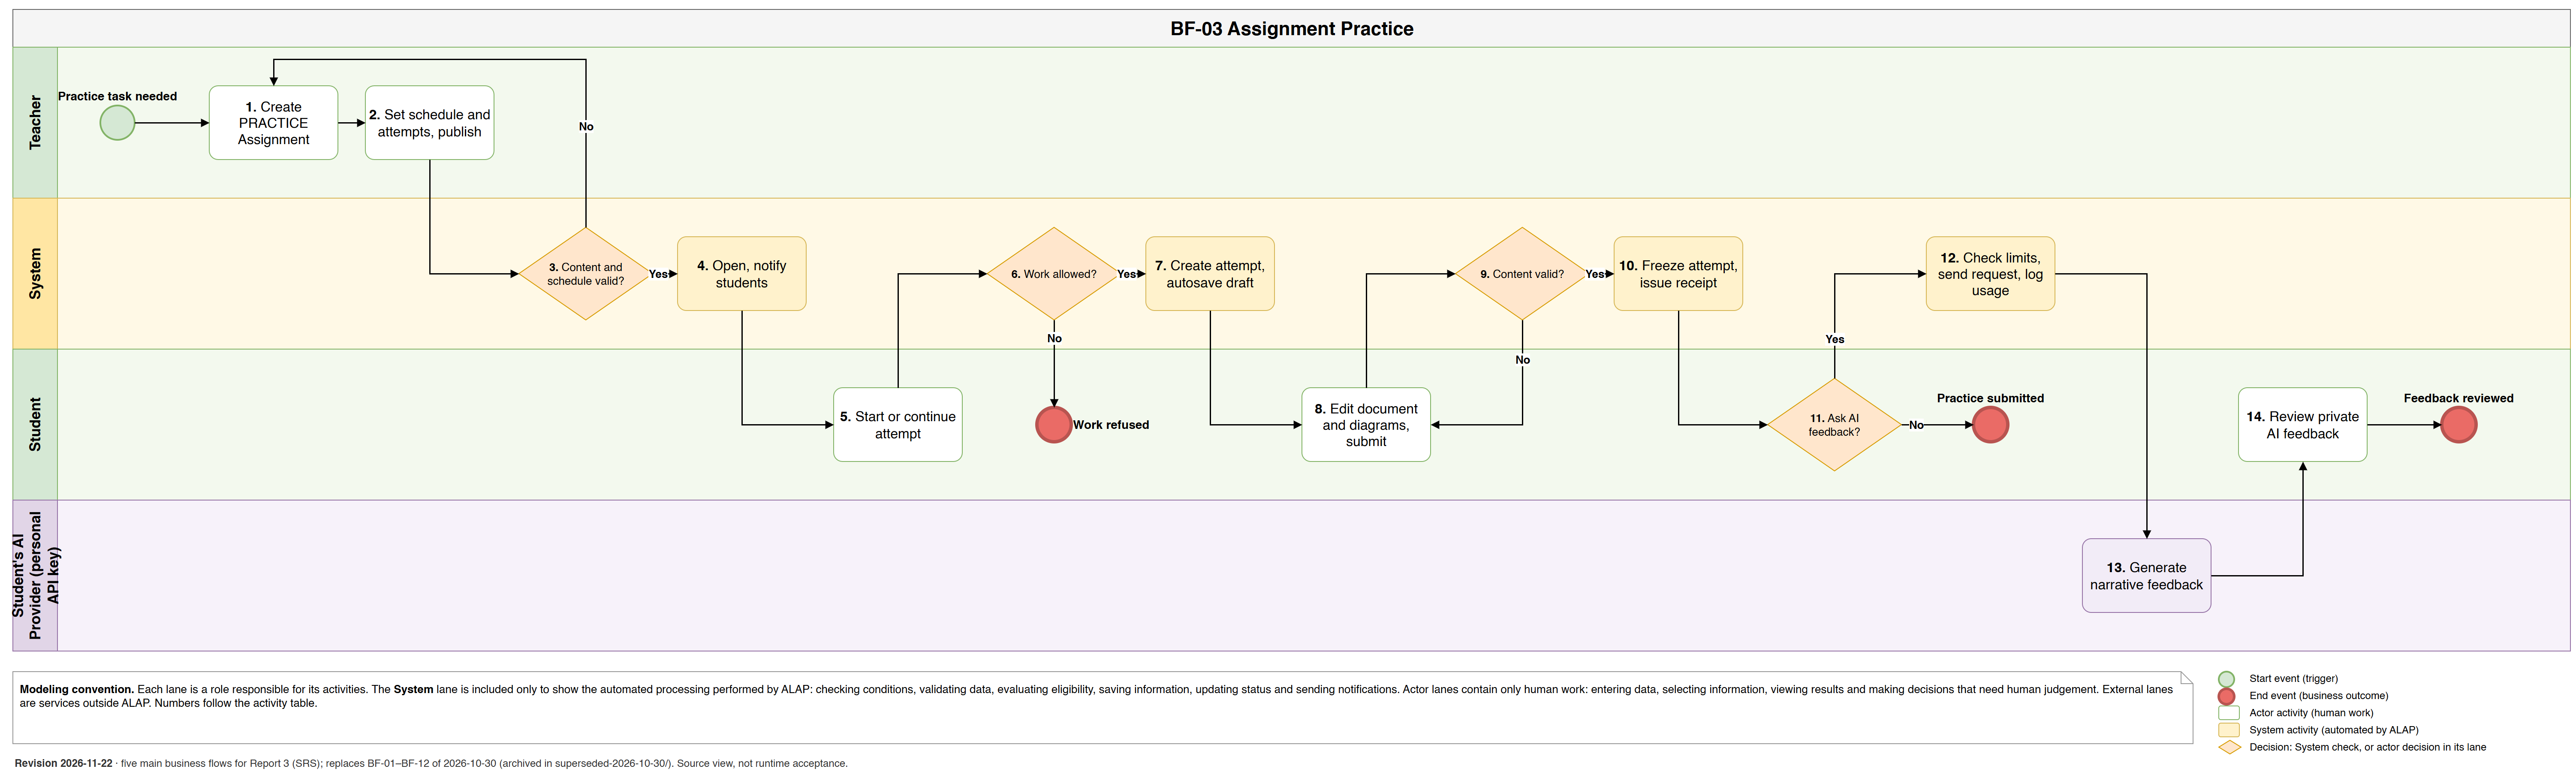 BF-03 Assignment Practice
Teacher
Practice task needed
1. Create
PRACTICE
Assignment
2. Set schedule and
attempts, publish
No
System
3. Content and
schedule valid?
Yes
4. Open, notify
students
6. Work allowed?
Yes
7. Create attempt,
autosave draft
9. Content valid?
Yes
10. Freeze attempt,
issue receipt
12. Check limits,
send request, log
usage
No
No
Yes
Student
5. Start or continue
attempt
Work refused
8. Edit document
and diagrams,
submit
11. Ask AI
feedback?
No
Practice submitted
14. Review private
AI feedback
Feedback reviewed
Student's AI
Provider (personal
API key)
13. Generate
narrative feedback
Modeling convention. Each lane is a role responsible for its activities. The System lane is included only to show the automated processing performed by ALAP: checking conditions, validating data, evaluating eligibility, saving information, updating status and sending notifications. Actor lanes contain only human work: entering data, selecting information, viewing results and making decisions that need human judgement. External lanes
are services outside ALAP. Numbers follow the activity table.
Start event (trigger)
End event (business outcome)
Actor activity (human work)
System activity (automated by ALAP)
Decision: System check, or actor decision in its lane
Revision 2026-11-22 · five main business flows for Report 3 (SRS); replaces BF-01–BF-12 of 2026-10-30 (archived in superseded-2026-10-30/). Source view, not runtime acceptance.